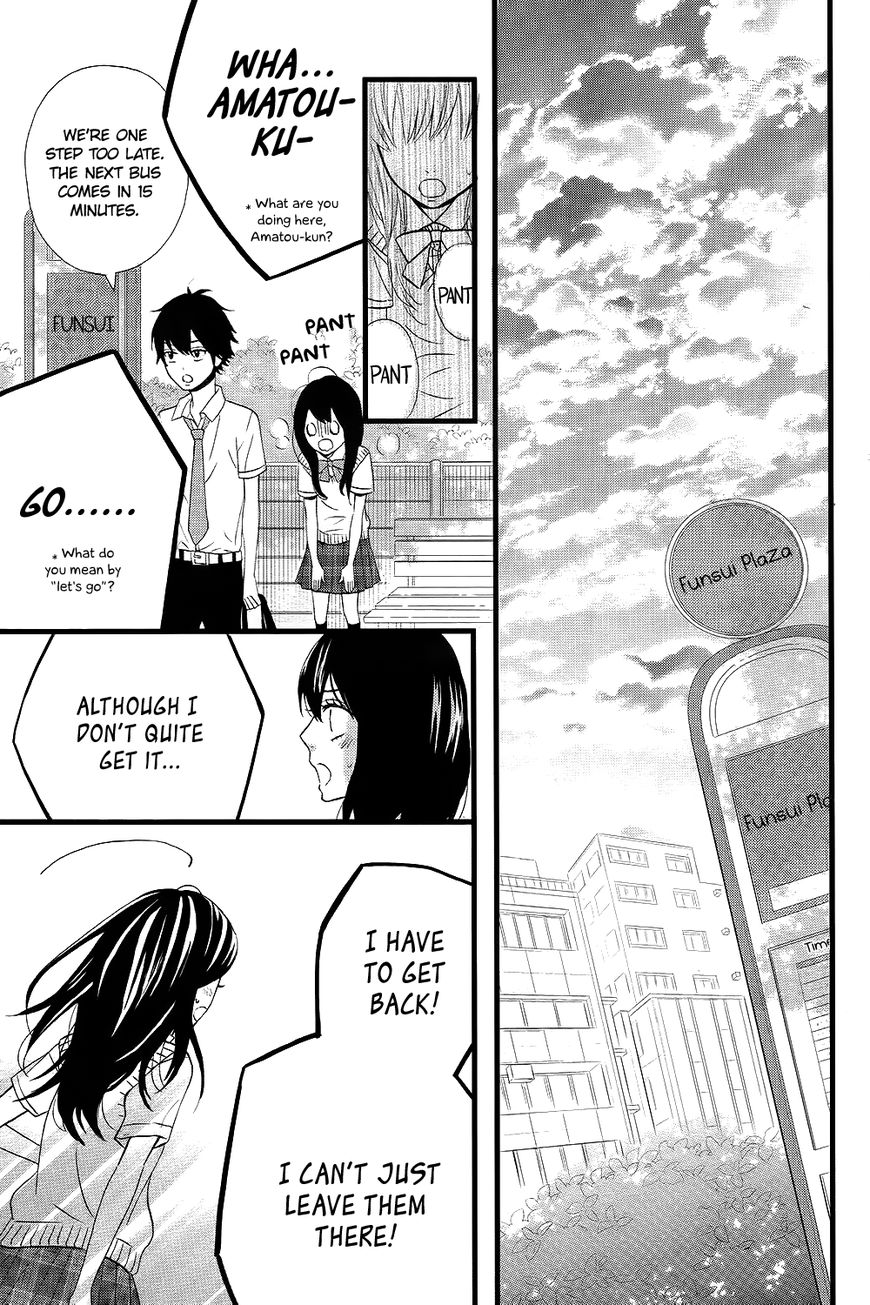 Funsui Plaza
Funsui Pla
Time
PANT
PANT
WHA...
AMATOU-
KU-
* What are you
doing here,
Amatou-kun?
WE'RE ONE
STEP TOO LATE.
THE NEXT BUS
COMES IN 15
MINUTES.
FUNSUI
PANT
PANT
GO......
* What do
you mean by
"let's go"?
ALTHOUGH I
DON'T QUITE
GET IT...
I HAVE
TO GET
BACK!
I CAN'T JUST
LEAVE THEM
THERE!